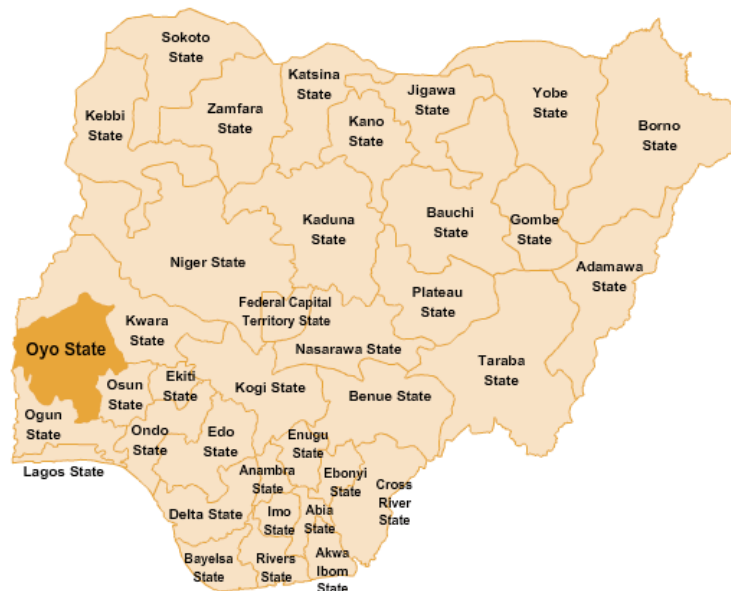 Sokoto
State
Katsina
State
Jigawa
State
Yobe
State
Kebbi
State
Zamfara
State
Kano
State
Borno
State
Kaduna
State
Bauchi
State
Gombe
State
Niger State
Adamawa
State
Federal Capital
Territory State
Plateau
State
Kwara
State
Oyo State
Nasarawa State
Taraba
State
Osun
State
Ekiti
State
Kogi State
Benue State
Ogun
State
Ondo
State
Edo
State
Enugu
State
Lagos State
Anambra
State
Ebonyi
State
Cross
River
State
Delta State
Imo
State
Abia
State
Bayelsa
State
Rivers
State
Akwa
Ibom
State